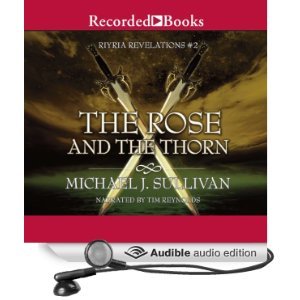 Recorded Books
RIYRIA REVELATIONS #2
THE ROSE
AND THE THORN
MICHAEL J. SULLIVAN
NARRATED BY TIM REYNOLDS
Audible audio edition